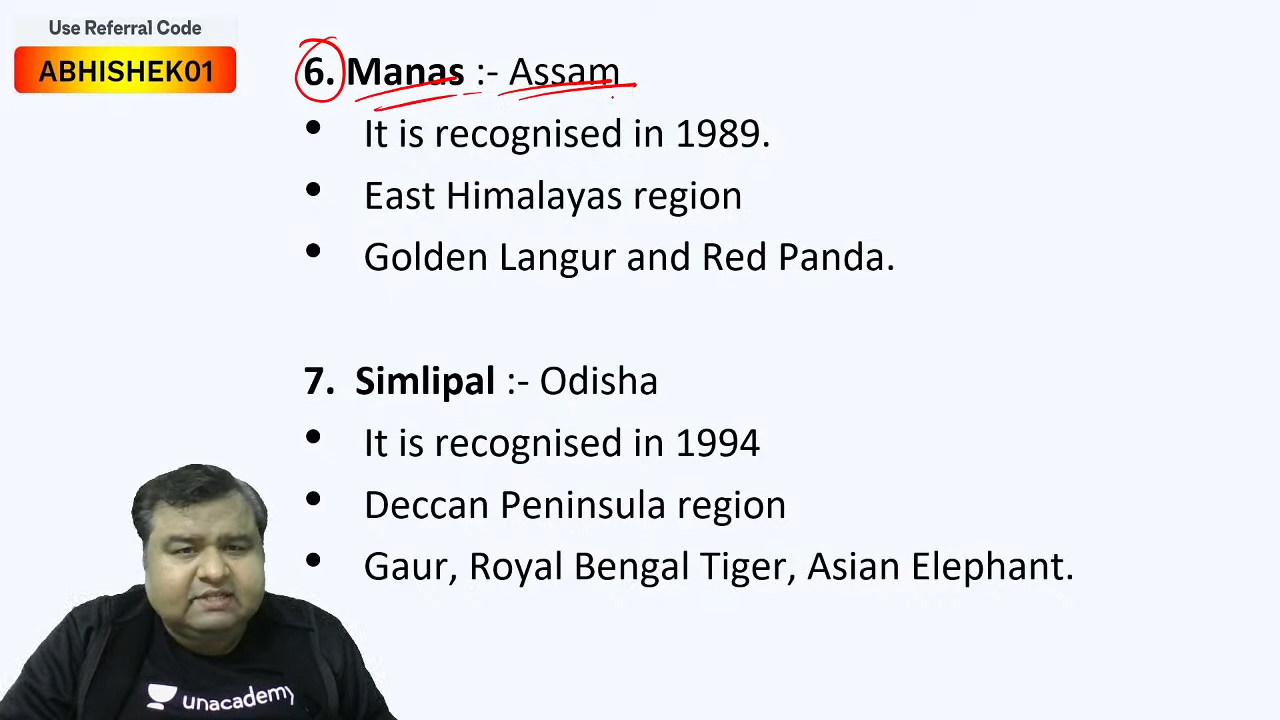 Use Referral Code
ABHISHEK01
6. Manas :- Assam
• It is recognised in 1989.
• East Himalayas region
• Golden Langur and Red Panda.
7. Simlipal :- Odisha
• It is recognised in 1994
• Deccan Peninsula region
• Gaur, Royal Bengal Tiger, Asian Elephant.
unacademy